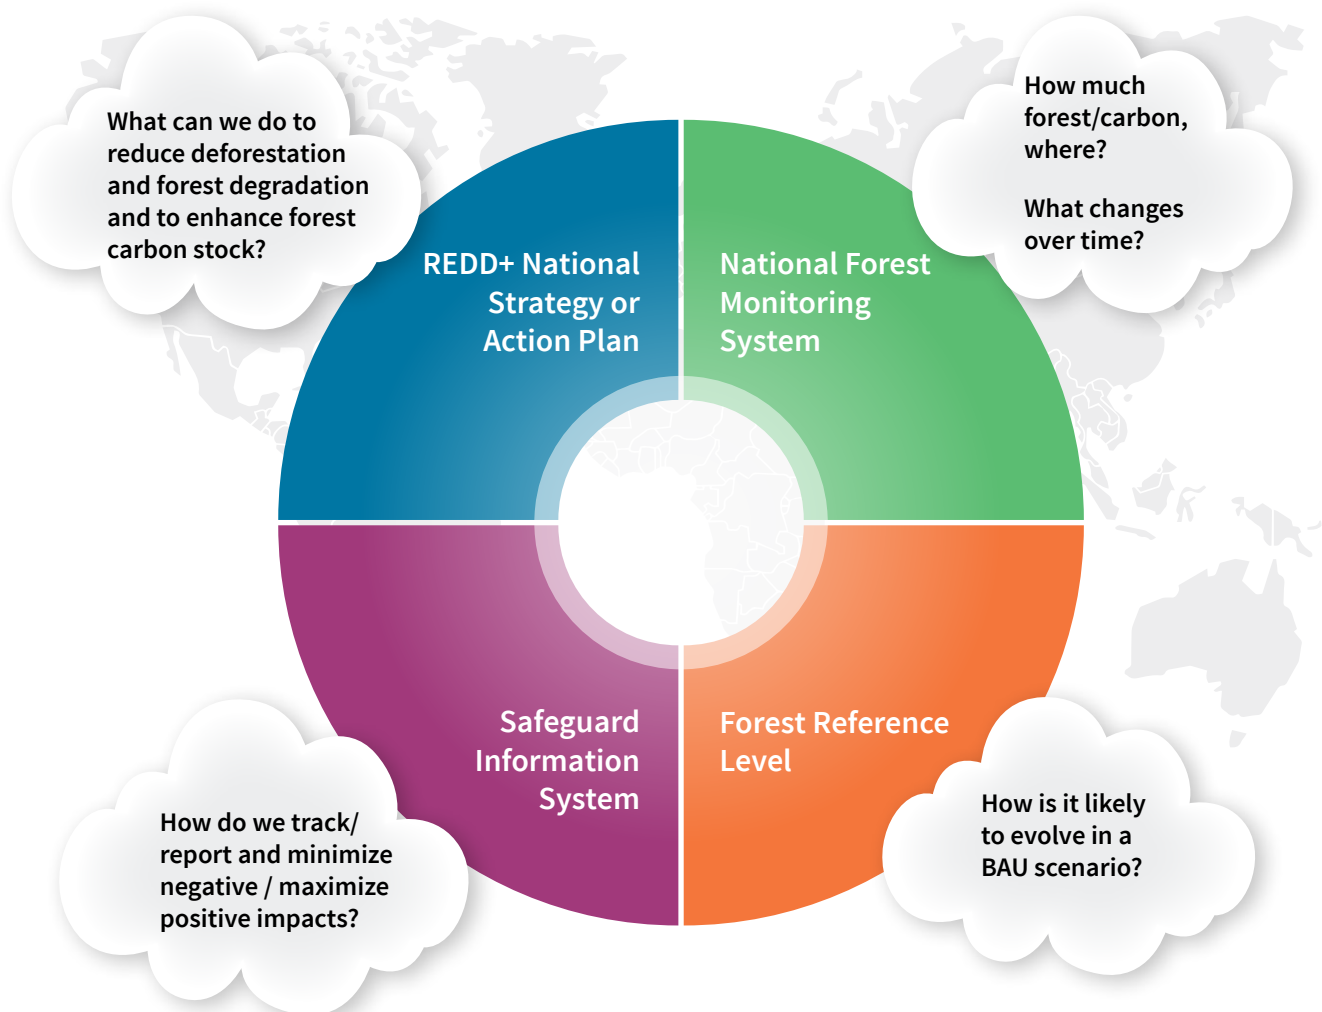 What can we do to
reduce deforestation
and forest degradation
and to enhance forest
carbon stock?
How much
forest/carbon,
where?
What changes
over time?
REDD+ National
Strategy or
Action Plan
National Forest
Monitoring
System
Safeguard
Information
System
Forest Reference
Level
How do we track/
report and minimize
negative / maximize
positive impacts?
How is it likely
to evolve in a
BAU scenario?